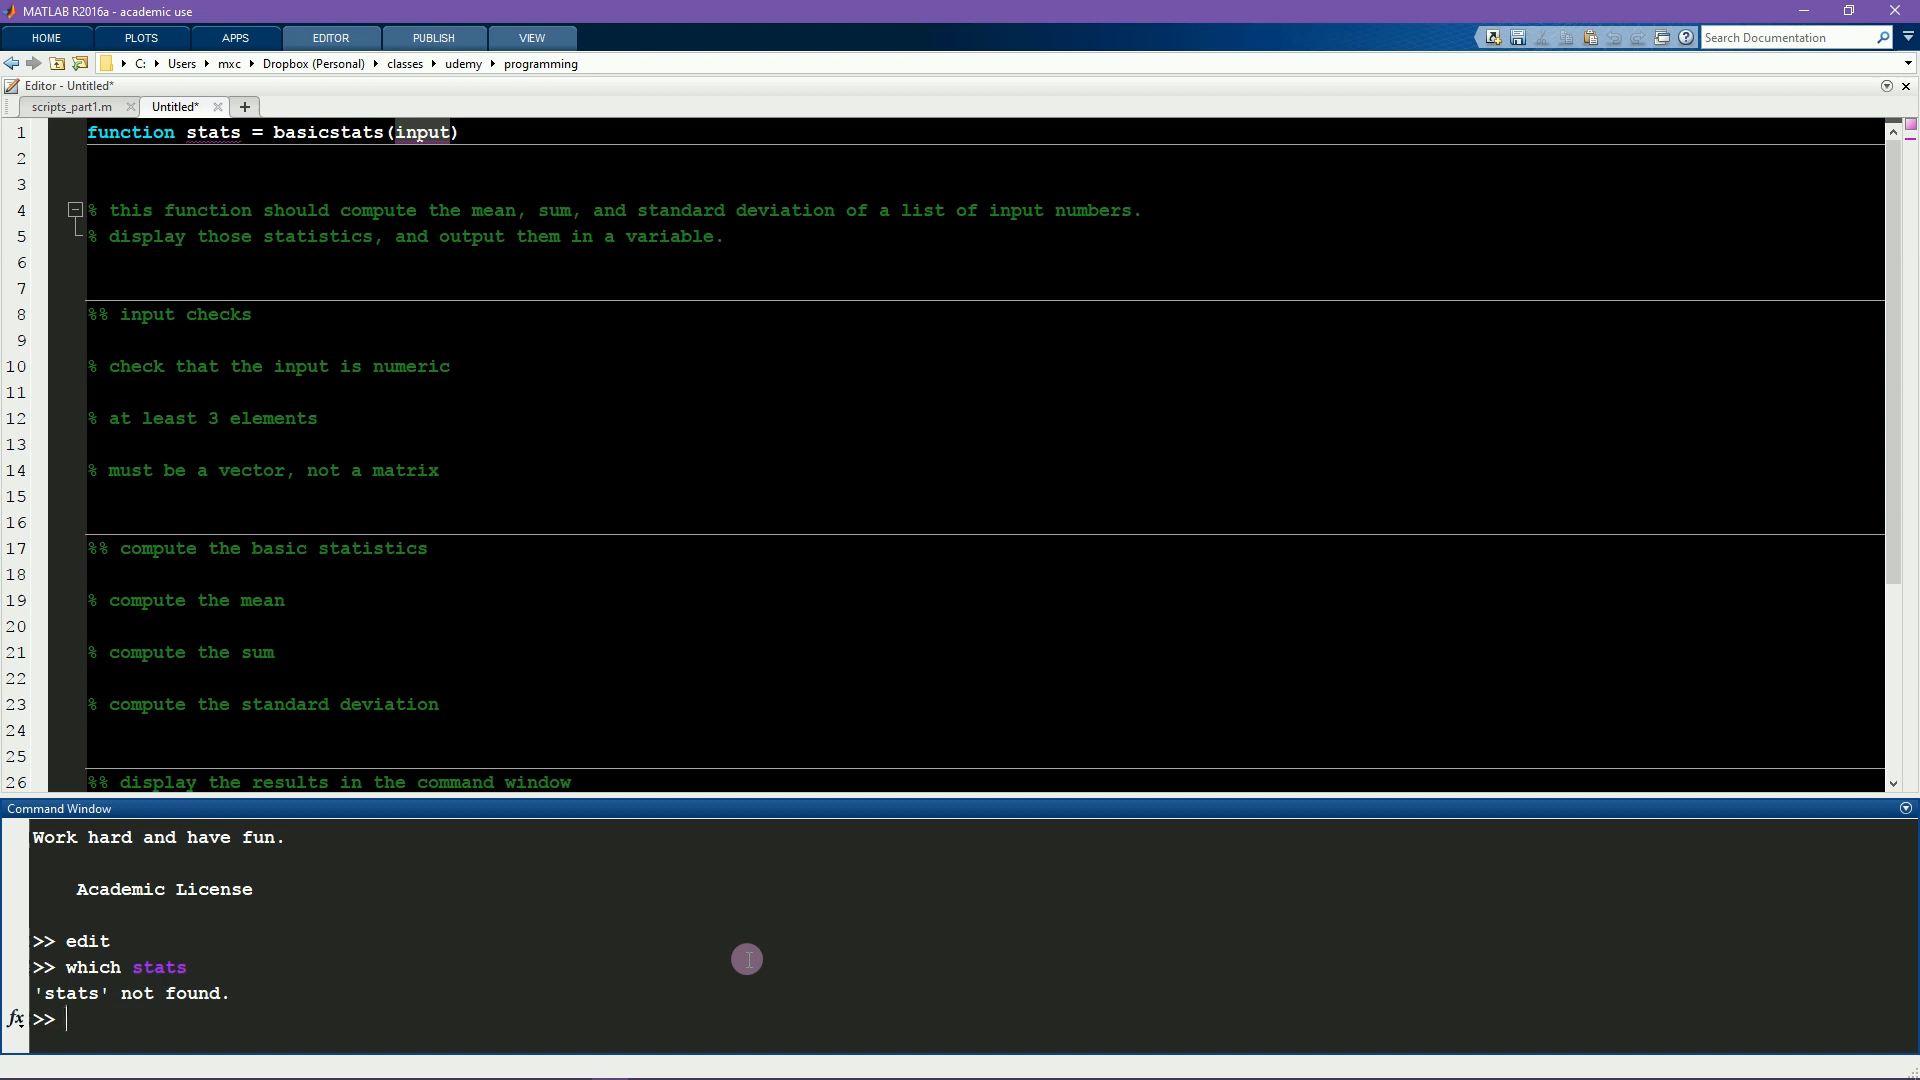 MATLAB R2016a - academic use
HOME PLOTS APPS EDITOR PUBLISH VIEW Search Documentation
C: Users mxc Dropbox (Personal) classes udemy programming
Editor - Untitled*
scripts_part1.m Untitled*
1 function stats = basicstats(input)
2
3
4 % this function should compute the mean, sum, and standard deviation of a list of input numbers.
5 % display those statistics, and output them in a variable.
6
7
8 %% input checks
9
10 % check that the input is numeric
11
12 % at least 3 elements
13
14 % must be a vector, not a matrix
15
16
17 %% compute the basic statistics
18
19 % compute the mean
20
21 % compute the sum
22
23 % compute the standard deviation
24
25
26 %% display the results in the command window
Command Window
Work hard and have fun.
Academic License
>> edit
>> which stats
'stats' not found.
fx >>